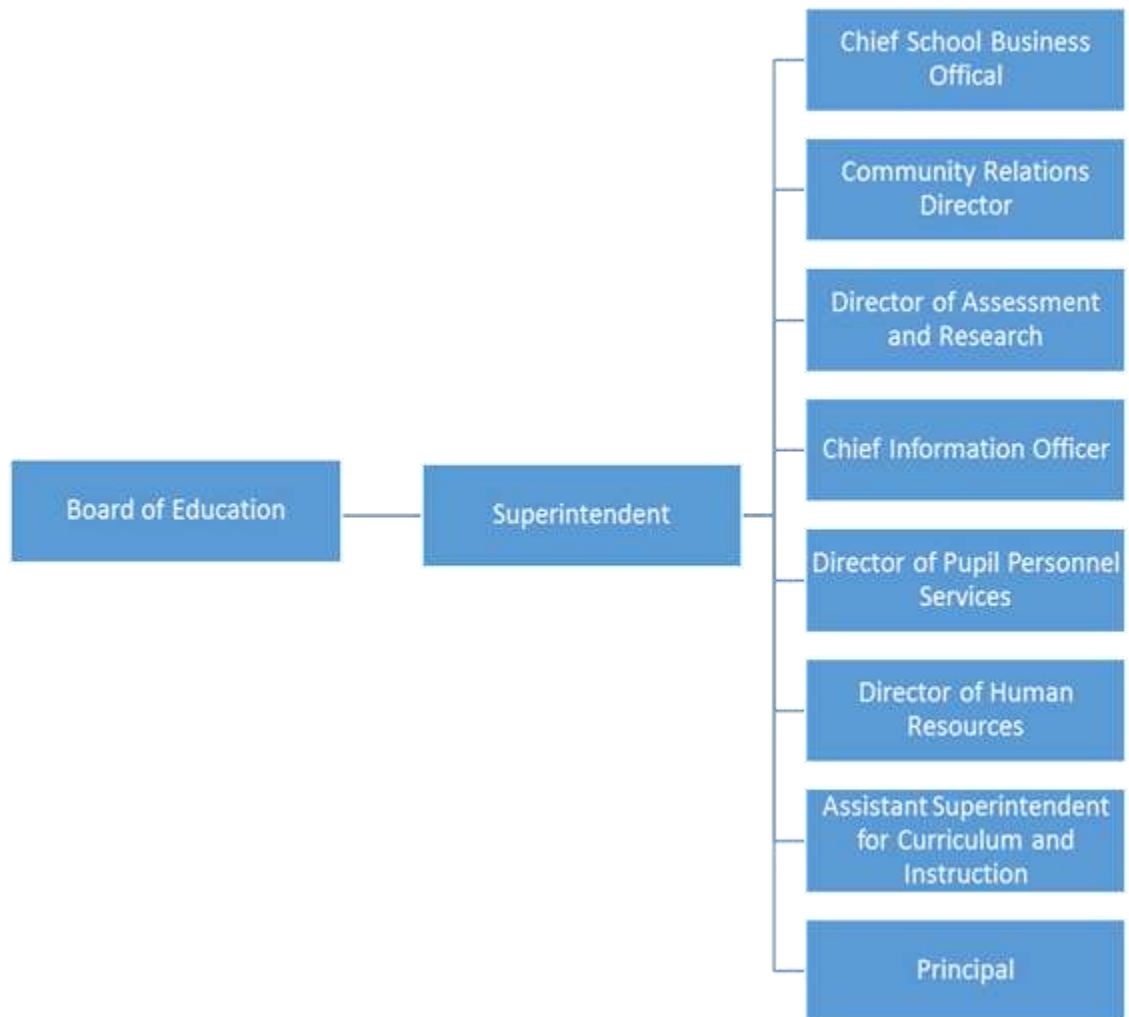 Chief School Business
Offical
Community Relations
Director
Director of Assessment
and Research
Chief Information Officer
Board of Education
Superintendent
Director of Pupil Personnel
Services
Director of Human
Resources
Assistant Superintendent
for Curriculum and
Instruction
Principal